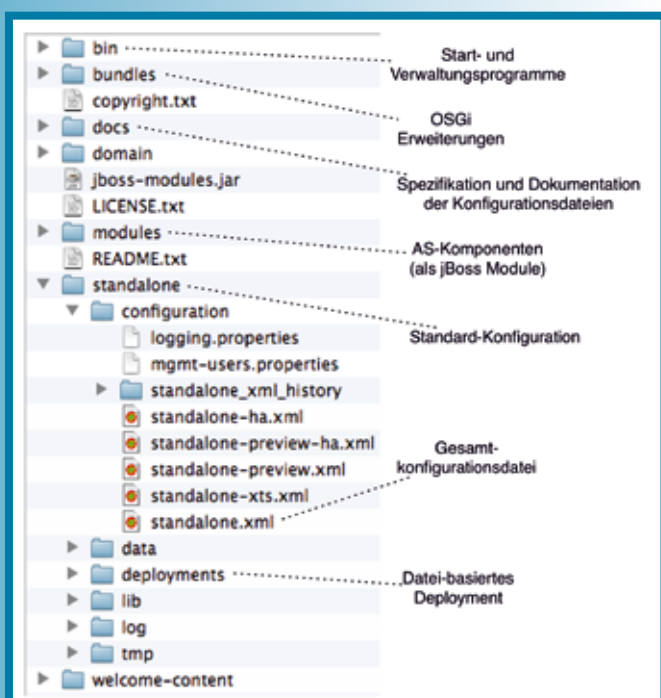 bin
Start- und
Verwaltungsprogramme
bundles
copyright.txt
OSGi
Erweiterungen
docs
domain
jboss-modules.jar
Spezifikation und Dokumentation
der Konfigurationsdateien
LICENSE.txt
modules
AS-Komponenten
(als jBoss Module)
README.txt
standalone
configuration
Standard-Konfiguration
logging.properties
mgmt-users.properties
standalone_xml_history
standalone-ha.xml
standalone-preview-ha.xml
Gesamt-
konfigurationsdatei
standalone-preview.xml
standalone-xts.xml
standalone.xml
data
deployments
Datei-basiertes
Deployment
lib
log
tmp
welcome-content